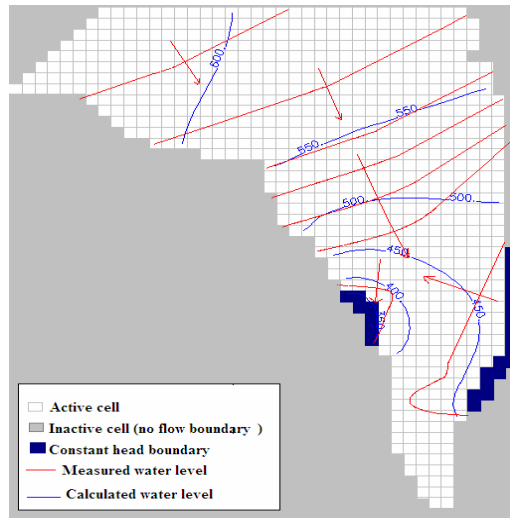 600.
550
550
500.
500.
450
400
450
350
Active cell
Inactive cell (no flow boundary )
Constant head boundary
Measured water level
Calculated water level